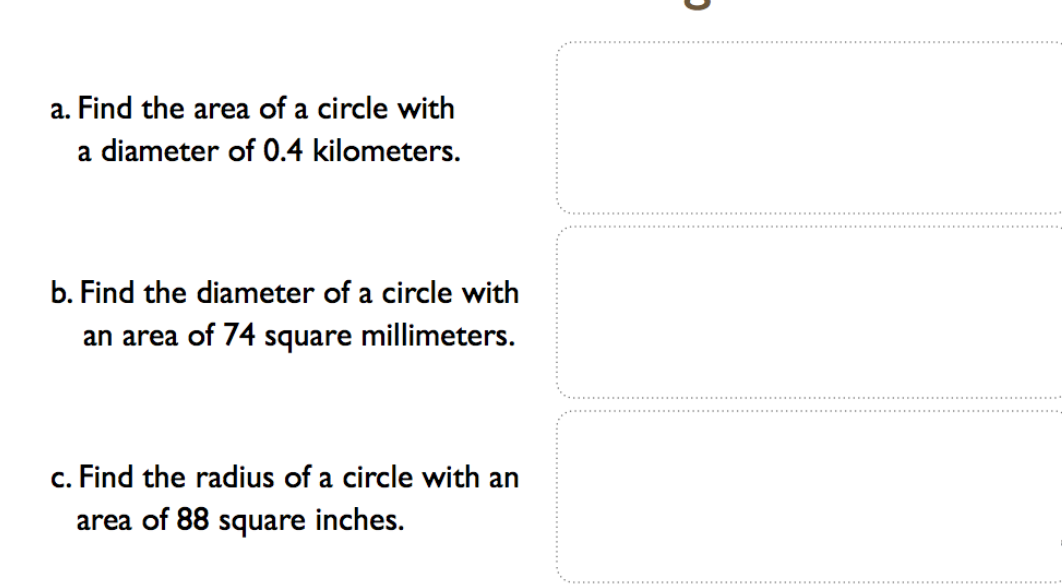 a. Find the area of a circle with
a diameter of 0.4 kilometers.
b. Find the diameter of a circle with
an area of 74 square millimeters.
c. Find the radius of a circle with an
area of 88 square inches.